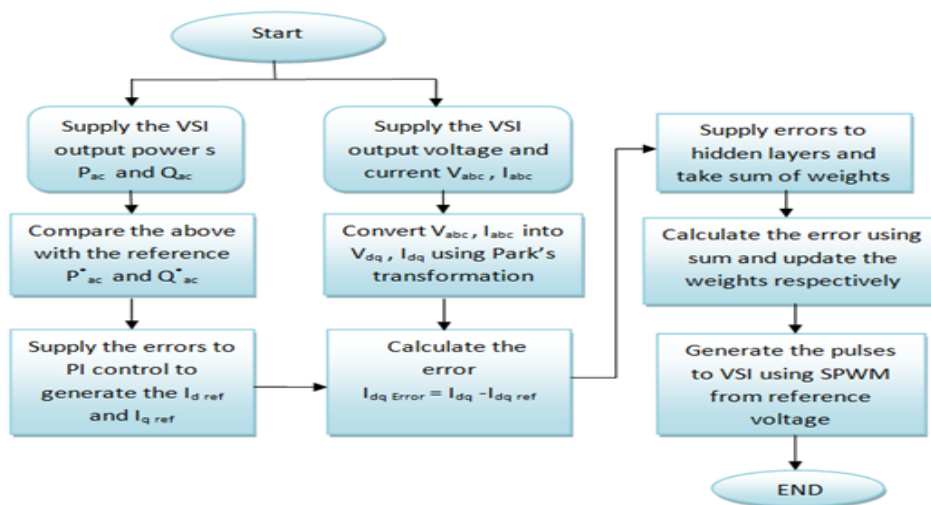 Start
Supply the VSI
output power s
Pac and Qac
Compare the above
with the reference
P*ac and Q*ac
Supply the errors to
PI control to
generate the Id ref
and Iq ref
Supply the VSI
output voltage and
current Vabc , Iabc
Convert Vabc, Iabc into
Vdq , Idq using Park's
transformation
Calculate the
error
Idq Error = Idq -Idq ref
Supply errors to
hidden layers and
take sum of weights
Calculate the error using
sum and update the
weights respectively
Generate the pulses
to VSI using SPWM
from reference
voltage
END